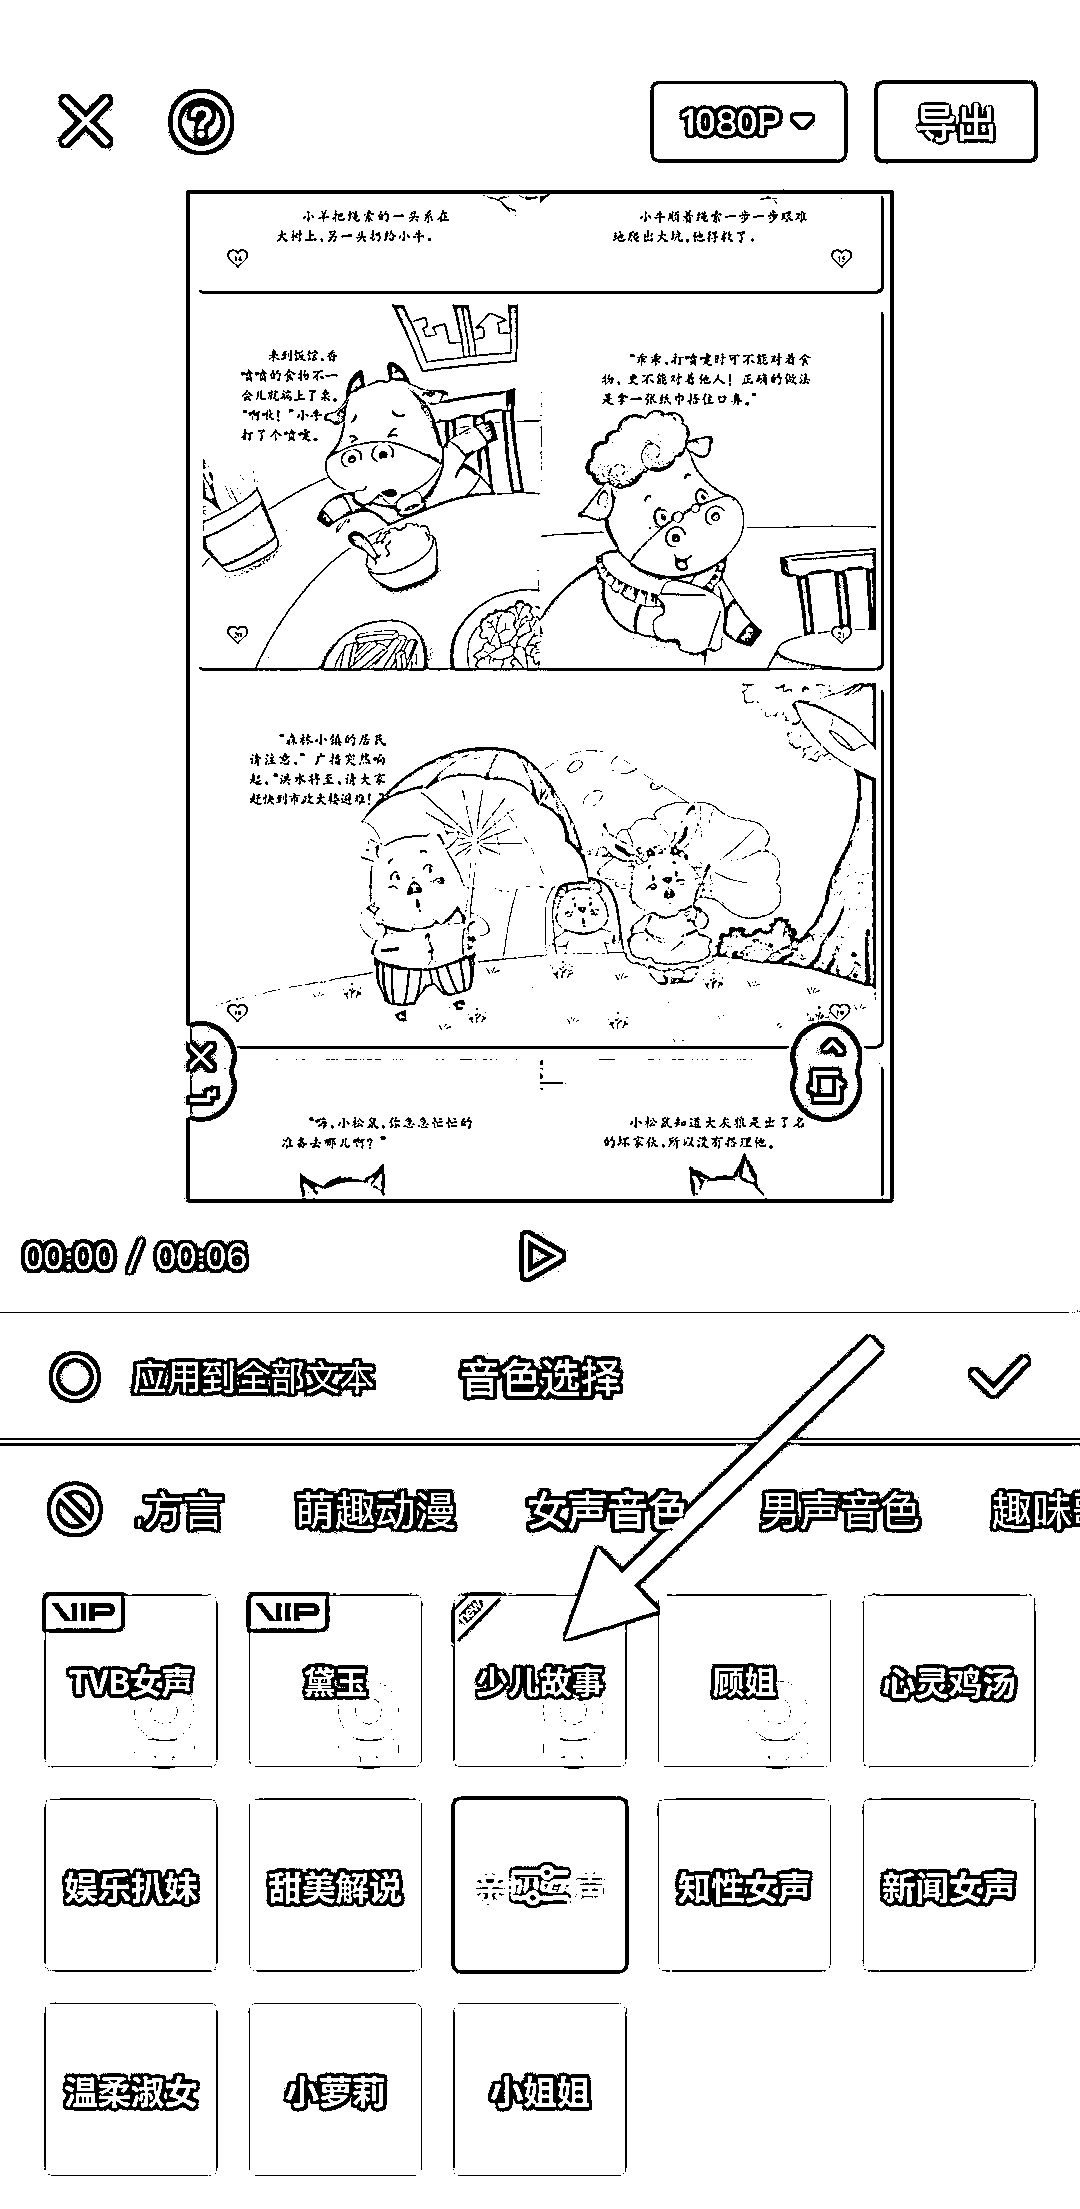 1080P
导出
小羊把绳索的一头系在
大树上,另一头扔给小牛。
14
小牛顺着绳索一步一步艰难
地爬出大坑,他得救了。
15
来到饭馆,香
喷喷的食物不一
会儿就端上了桌。
“啊啾!”小牛
打了个喷嚏。
20
“乖乖,打喷嚏时可不能对着食
物,更不能对着他人!正确的做法
是拿一张纸巾捂住口鼻。”
“森林小镇的居民
请注意。”广播突然响
起,“洪水将至,请大家
赶快到市政大楼避难!”
“嗨,小松鼠,你急急忙忙的
准备去哪儿啊?”
小松鼠知道大灰狼是出了名
的坏家伙,所以没有搭理他。
00:00 / 00:06
应用到全部文本
音色选择
方言
萌趣动漫
女声音色
男声音色
趣味
VIP
TVB女声
VIP
黛玉
NEW
少儿故事
顾姐
心灵鸡汤
娱乐扒妹
甜美解说
知性女声
新闻女声
温柔淑女
小萝莉
小姐姐